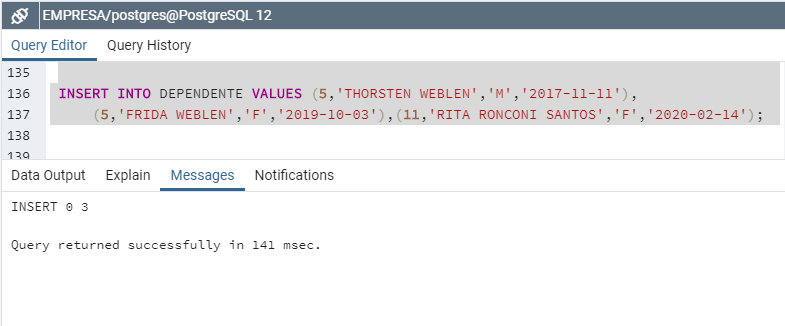 EMPRESA/postgres@PostgreSQL 12
Query Editor Query History
135
136 INSERT INTO DEPENDENTE VALUES (5,'THORSTEN WEBLEN','M','2017-11-11'),
137 (5,'FRIDA WEBLEN','F','2019-10-03'),(11,'RITA RONCONI SANTOS','F','2020-02-14');
138
139
Data Output Explain Messages Notifications
INSERT 0 3
Query returned successfully in 141 msec.